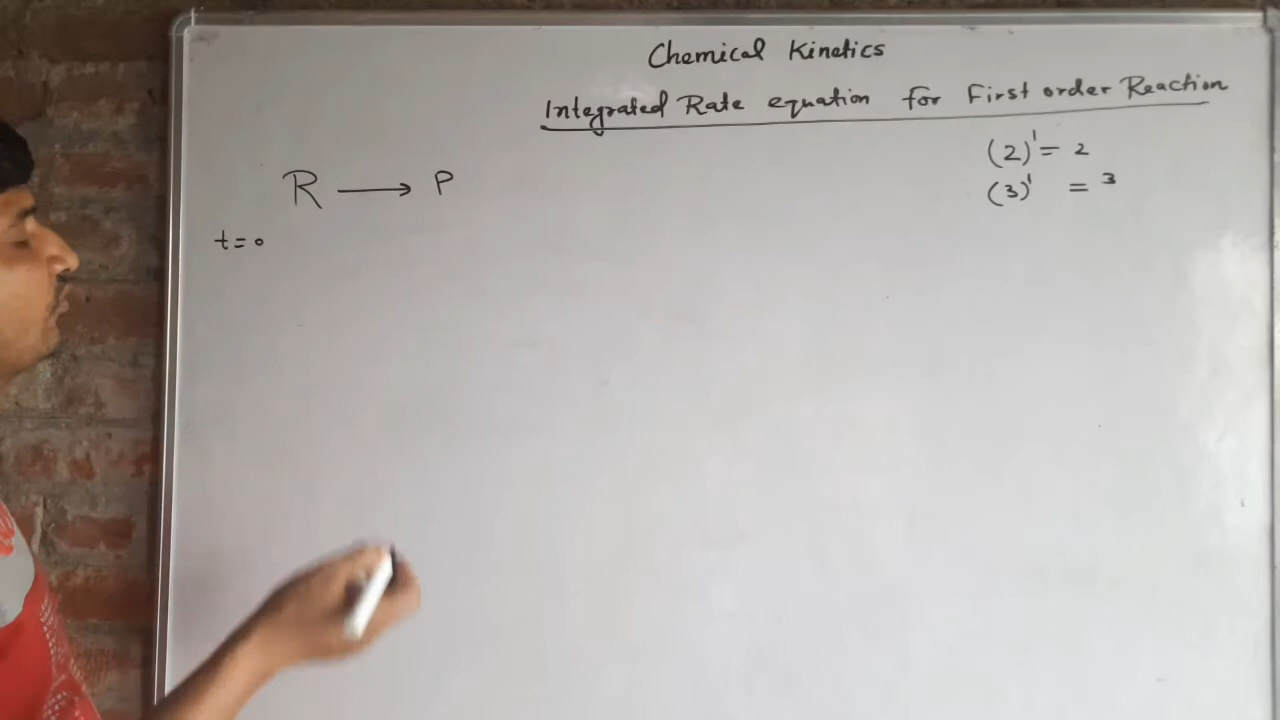 Chemical Kinetics
Integrated Rate equation for First order Reaction
(2)¹ = 2
(3)¹ = 3
R ⟶ P
t = 0